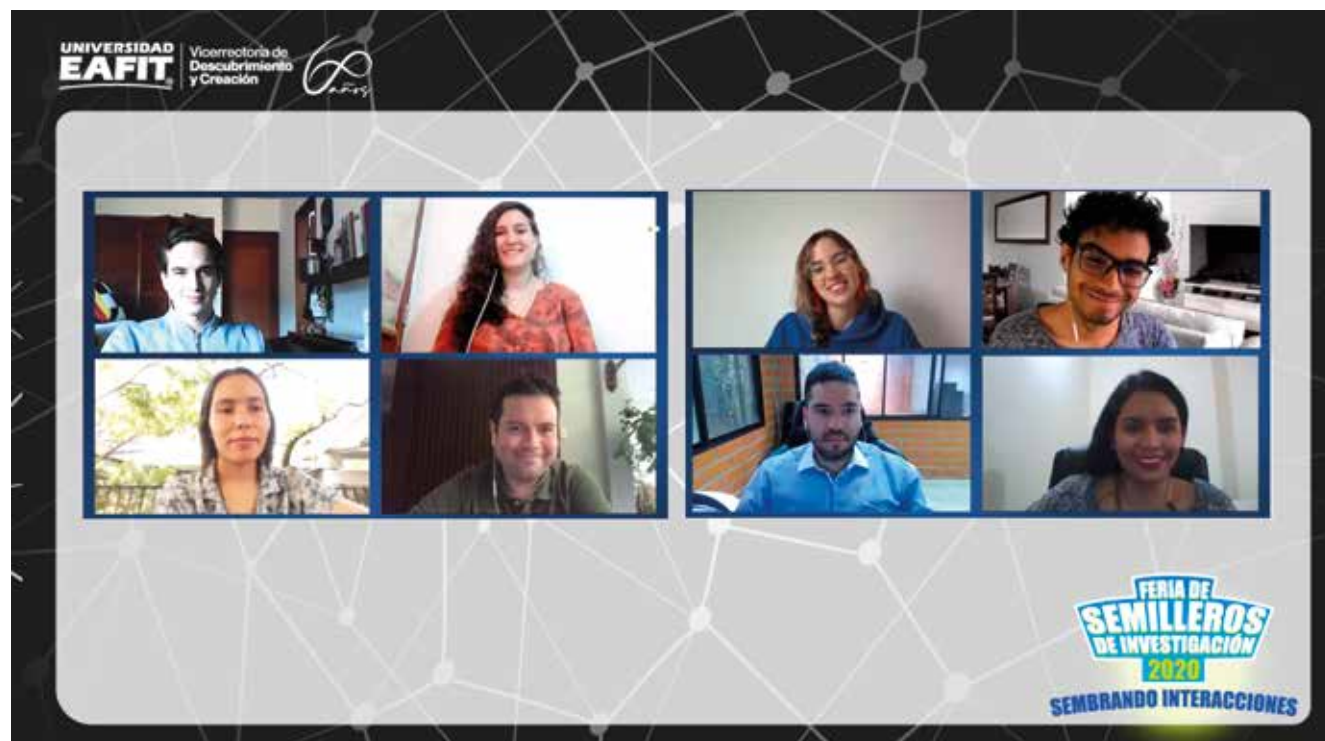 UNIVERSIDAD
EAFIT
Vicerrectoría de
Descubrimiento
y Creación
60
años
FERIA DE
SEMILLEROS
DE INVESTIGACIÓN
2020
SEMBRANDO INTERACCIONES